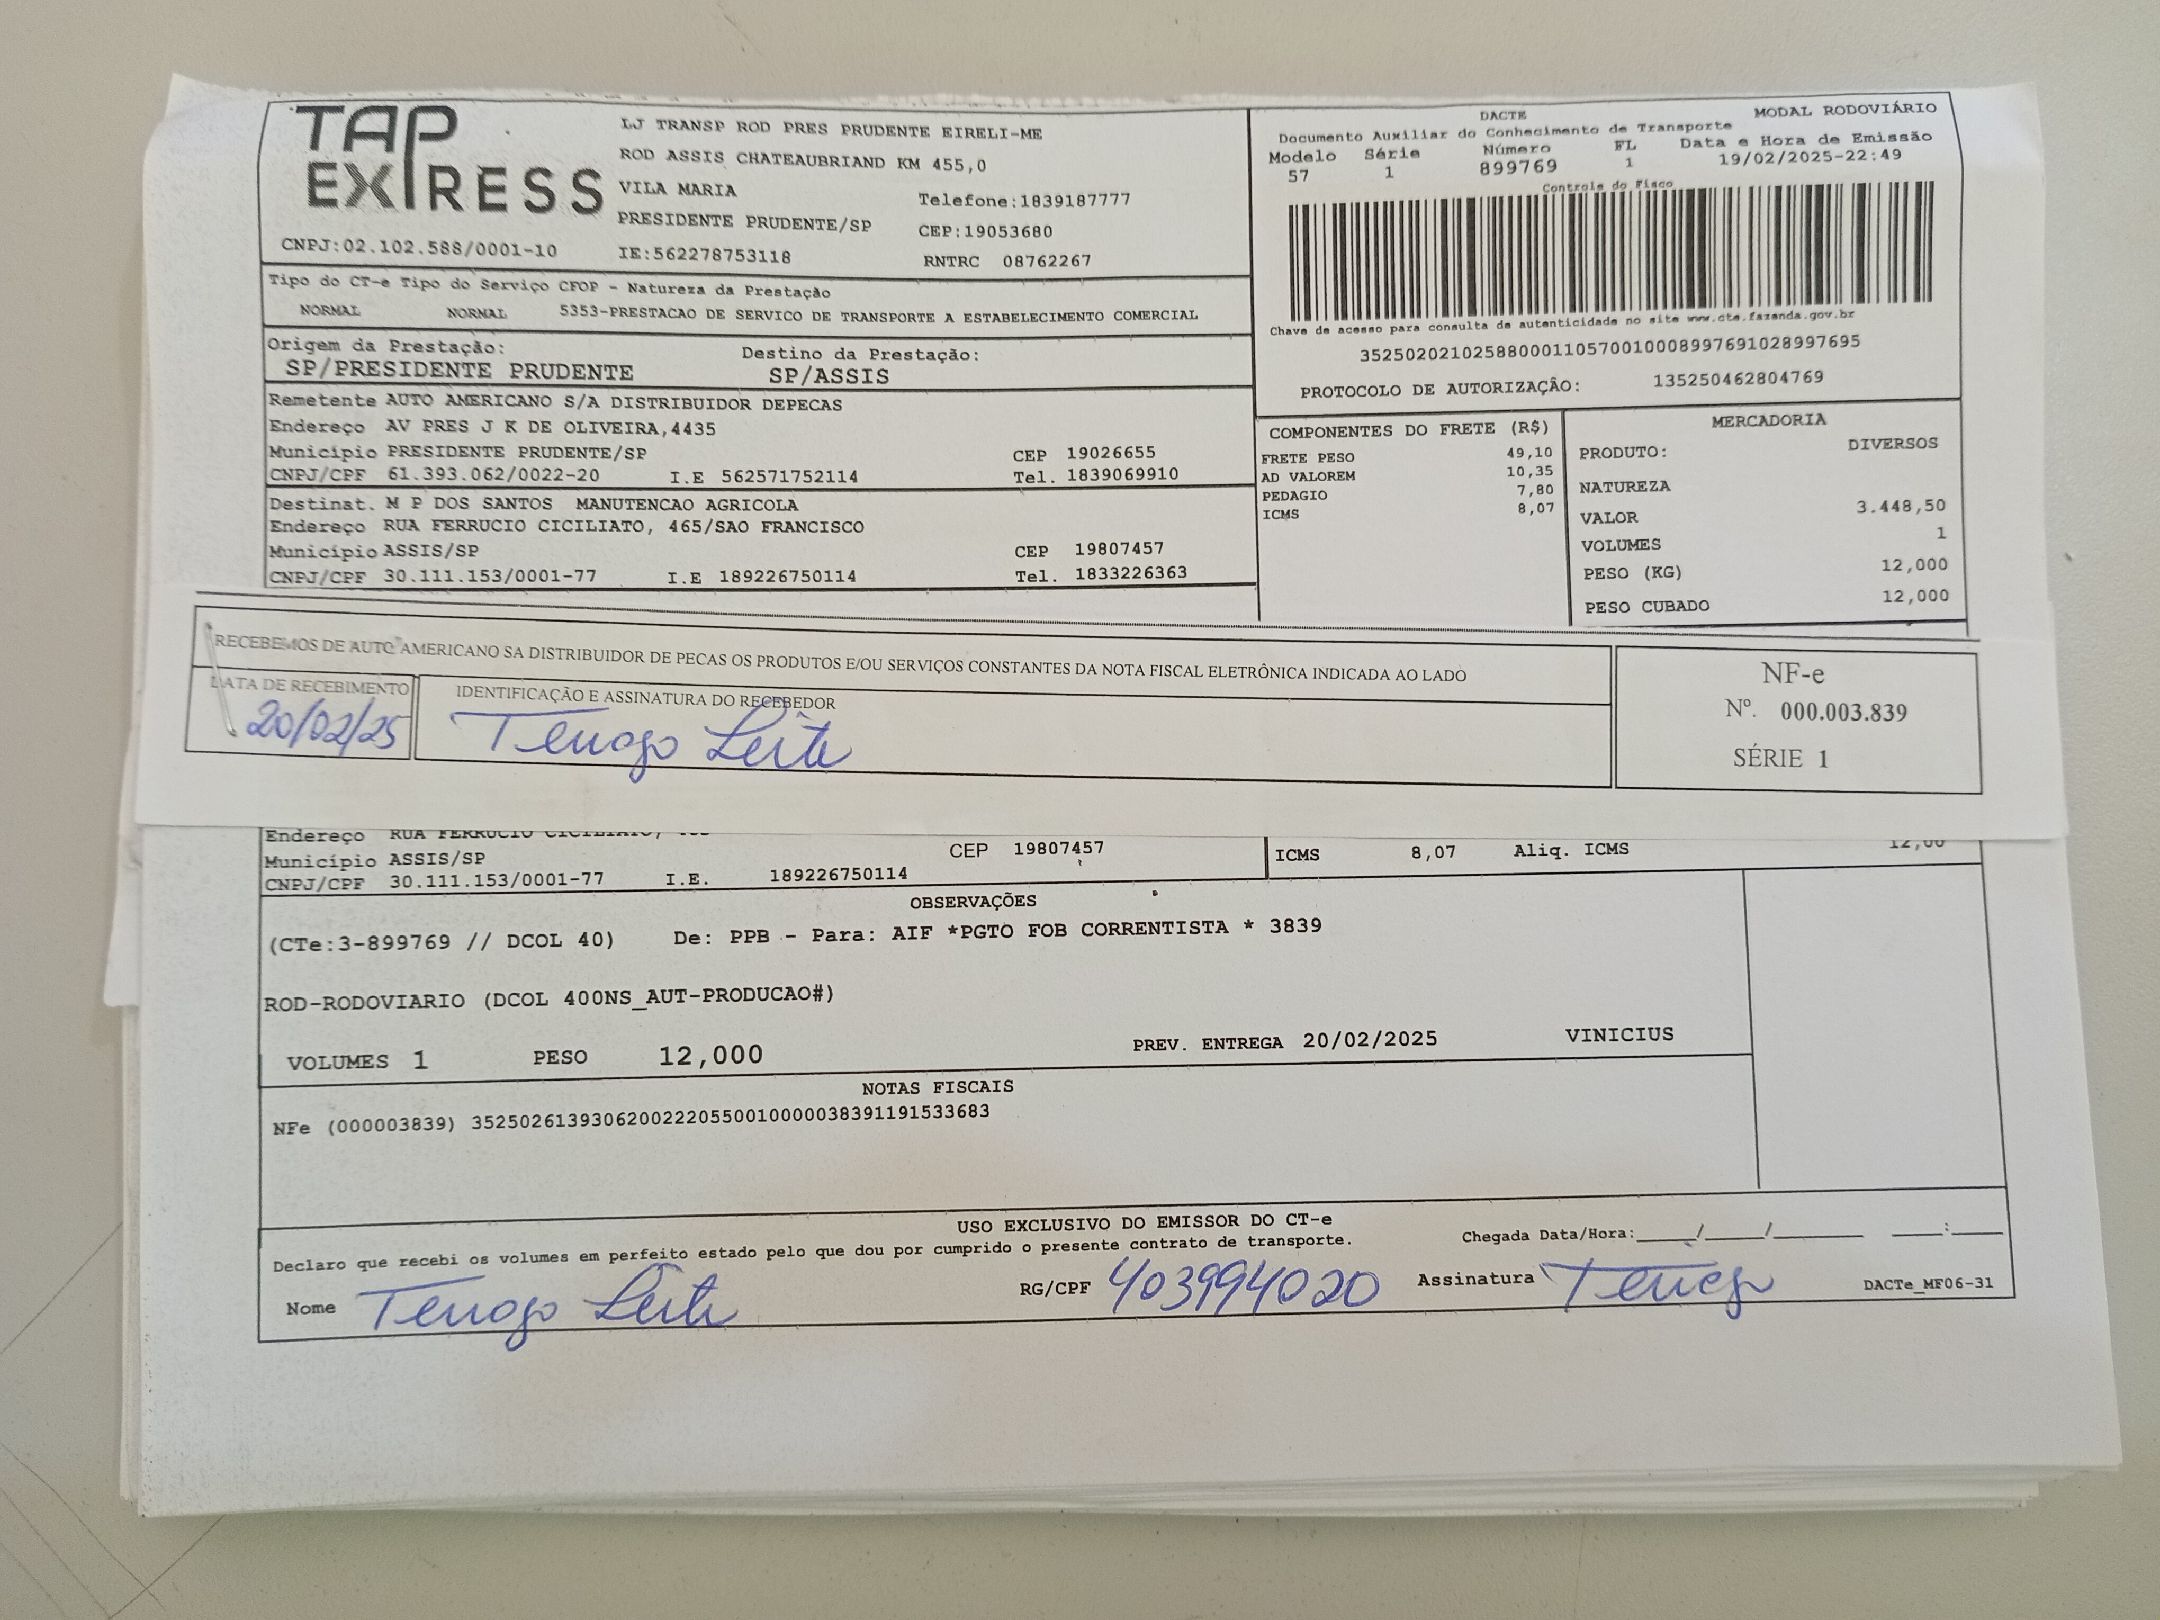 TAP EXPRESS
LJ TRANSP ROD PRES PRUDENTE EIRELI-ME
ROD ASSIS CHATEAUBRIAND KM 455,0
VILA MARIA
Telefone:1839187777
PRESIDENTE PRUDENTE/SP
CEP:19053680
CNPJ:02.102.588/0001-10 IE:562278753118 RNTRC 08762267
DACTE MODAL RODOVIÁRIO
Documento Auxiliar do Conhecimento de Transporte
Modelo Série Número FL Data e Hora de Emissão
57 1 899769 1 19/02/2025-22:49
Controle do Fisco
Chave de acesso para consulta de autenticidade no site www.cte.fazenda.gov.br
35250202102588000110570010008997691028997695
PROTOCOLO DE AUTORIZAÇÃO: 135250462804769
Tipo do CT-e Tipo do Serviço CFOP - Natureza da Prestação
NORMAL NORMAL 5353-PRESTACAO DE SERVICO DE TRANSPORTE A ESTABELECIMENTO COMERCIAL
Origem da Prestação: Destino da Prestação:
SP/PRESIDENTE PRUDENTE SP/ASSIS
Remetente AUTO AMERICANO S/A DISTRIBUIDOR DEPECAS
Endereço AV PRES J K DE OLIVEIRA,4435
Município PRESIDENTE PRUDENTE/SP CEP 19026655
CNPJ/CPF 61.393.062/0022-20 I.E 562571752114 Tel. 1839069910
Destinat. M P DOS SANTOS MANUTENCAO AGRICOLA
Endereço RUA FERRUCIO CICILIATO, 465/SAO FRANCISCO
Município ASSIS/SP CEP 19807457
CNPJ/CPF 30.111.153/0001-77 I.E 189226750114 Tel. 1833226363
COMPONENTES DO FRETE (R$)
FRETE PESO 49,10
AD VALOREM 10,35
PEDAGIO 7,80
ICMS 8,07
MERCADORIA
PRODUTO: DIVERSOS
NATUREZA
VALOR 3.448,50
VOLUMES 1
PESO (KG) 12,000
PESO CUBADO 12,000
RECEBEMOS DE AUTO AMERICANO SA DISTRIBUIDOR DE PECAS OS PRODUTOS E/OU SERVIÇOS CONSTANTES DA NOTA FISCAL ELETRÔNICA INDICADA AO LADO
DATA DE RECEBIMENTO IDENTIFICAÇÃO E ASSINATURA DO RECEBEDOR
20/02/25 Leite
NF-e
Nº. 000.003.839
SÉRIE 1
Endereço RUA FERRUCIO CICILIATO,
Município ASSIS/SP CEP 19807457
CNPJ/CPF 30.111.153/0001-77 I.E. 189226750114
ICMS 8,07 Aliq. ICMS 12,00
OBSERVAÇÕES
(CTe:3-899769 // DCOL 40) De: PPB - Para: AIF *PGTO FOB CORRENTISTA * 3839
ROD-RODOVIARIO (DCOL 400NS_AUT-PRODUCAO#)
VOLUMES 1 PESO 12,000 PREV. ENTREGA 20/02/2025 VINICIUS
NOTAS FISCAIS
NFe (000003839) 35250261393062002220550010000038391191533683
USO EXCLUSIVO DO EMISSOR DO CT-e
Declaro que recebi os volumes em perfeito estado pelo que dou por cumprido o presente contrato de transporte. Chegada Data/Hora:____/____/______ ____:____
Nome Leite RG/CPF 403994020 Assinatura DACTe_MF06-31